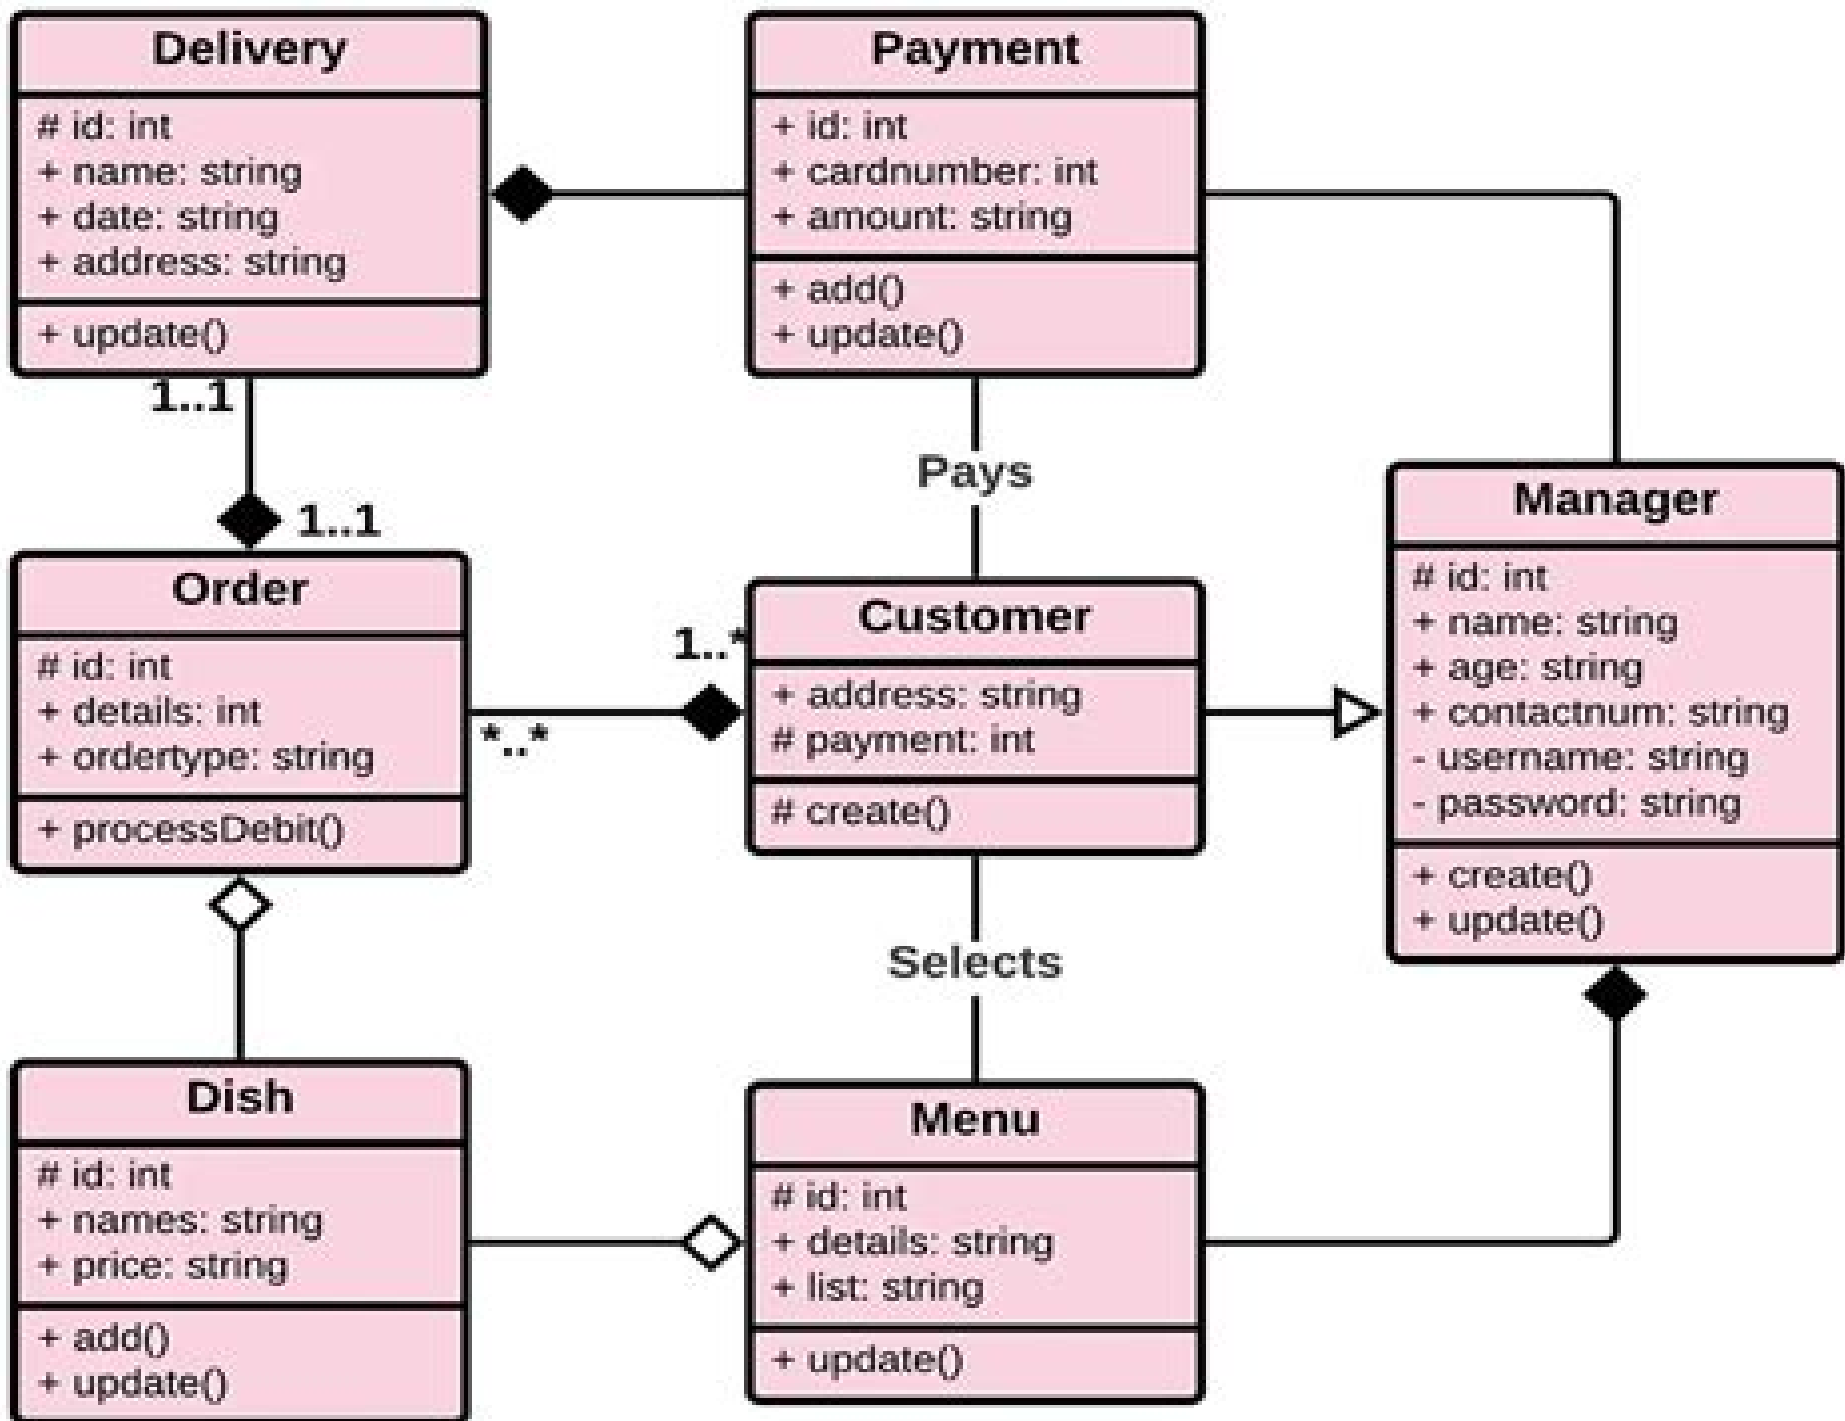 Delivery
# id: int
+ name: string
+ date: string
+ address: string
+ update()
Payment
+ id: int
+ cardnumber: int
+ amount: string
+ add()
+ update()
1..1
Pays
1..1
Order
# id: int
+ details: int
+ ordertype: string
+ processDebit()
*..*
1..*
Customer
+ address: string
# payment: int
# create()
Manager
# id: int
+ name: string
+ age: string
+ contactnum: string
- username: string
- password: string
+ create()
+ update()
Selects
Dish
# id: int
+ names: string
+ price: string
+ add()
+ update()
Menu
# id: int
+ details: string
+ list: string
+ update()